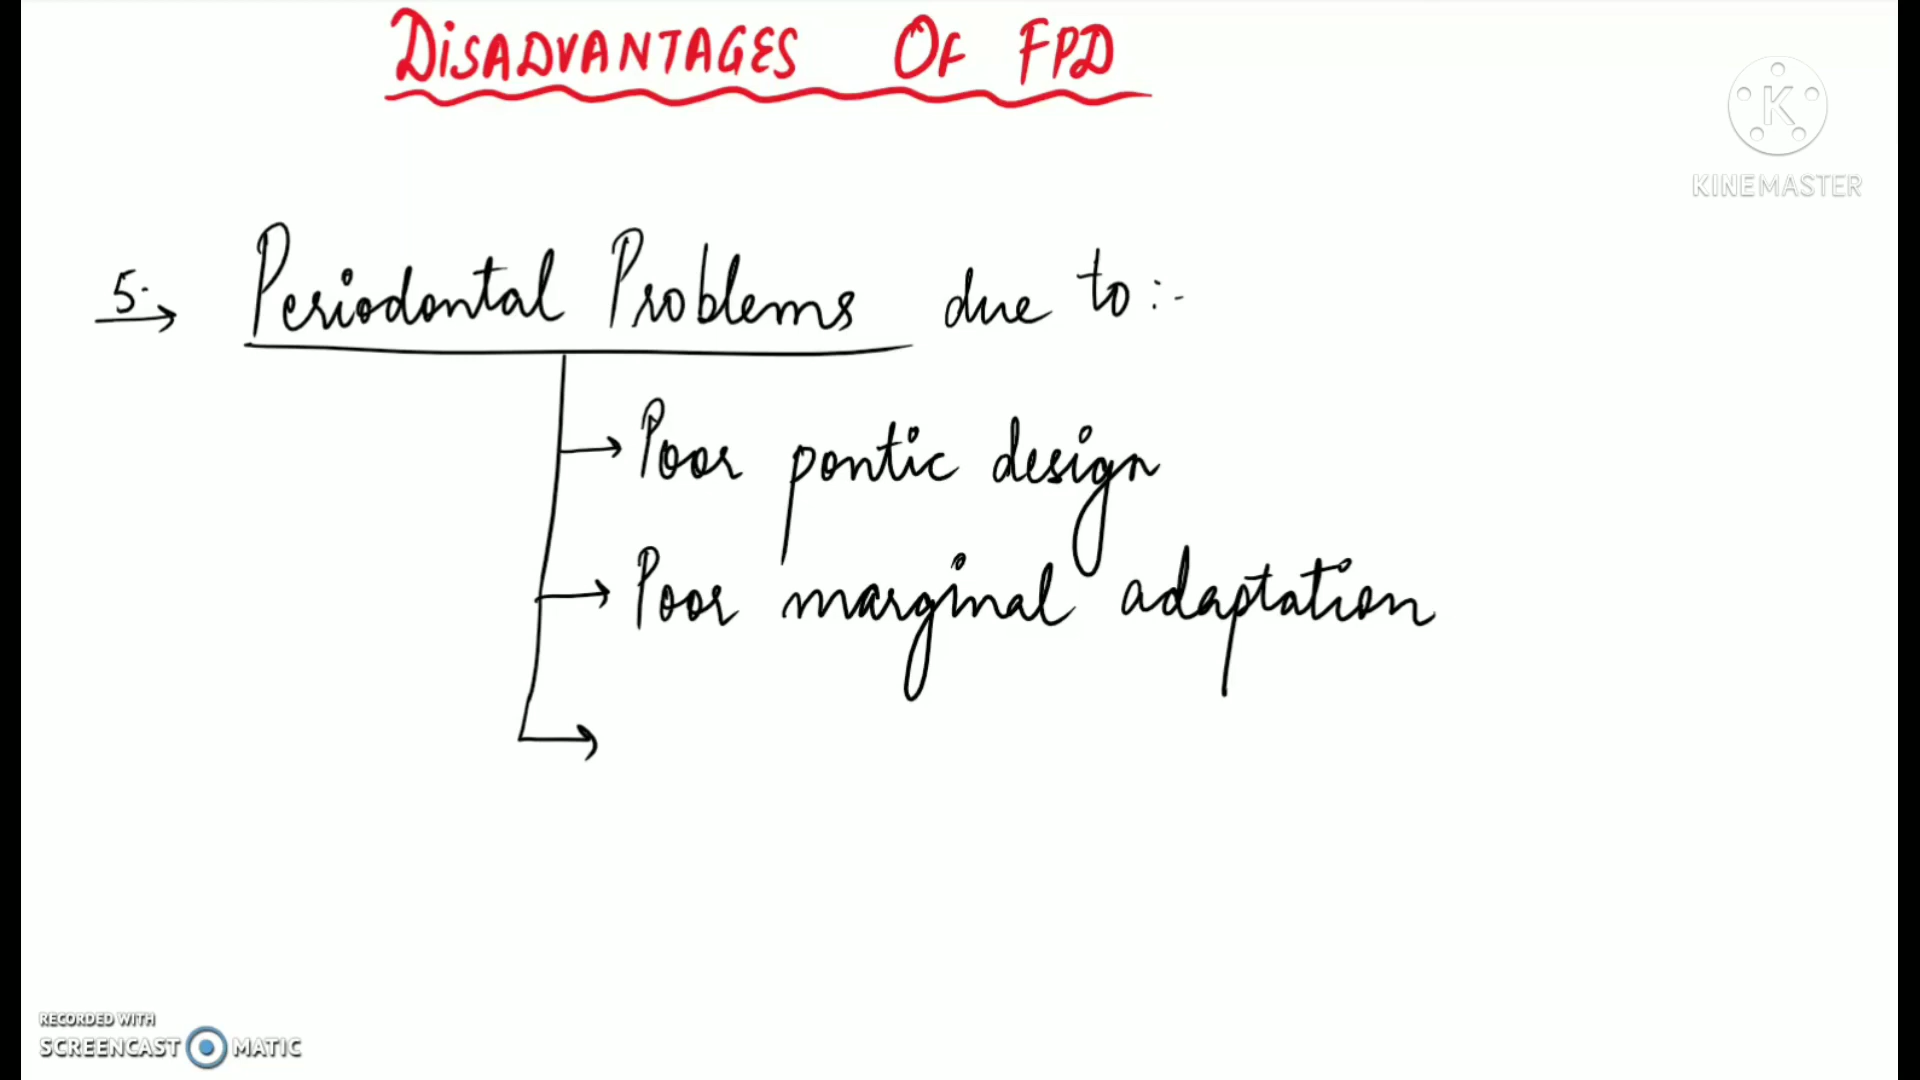 DISADVANTAGES OF FPD
KINEMASTER
5. Periodontal Problems due to:-
Poor pontic design
Poor marginal adaptation
RECORDED WITH
SCREENCAST MATIC